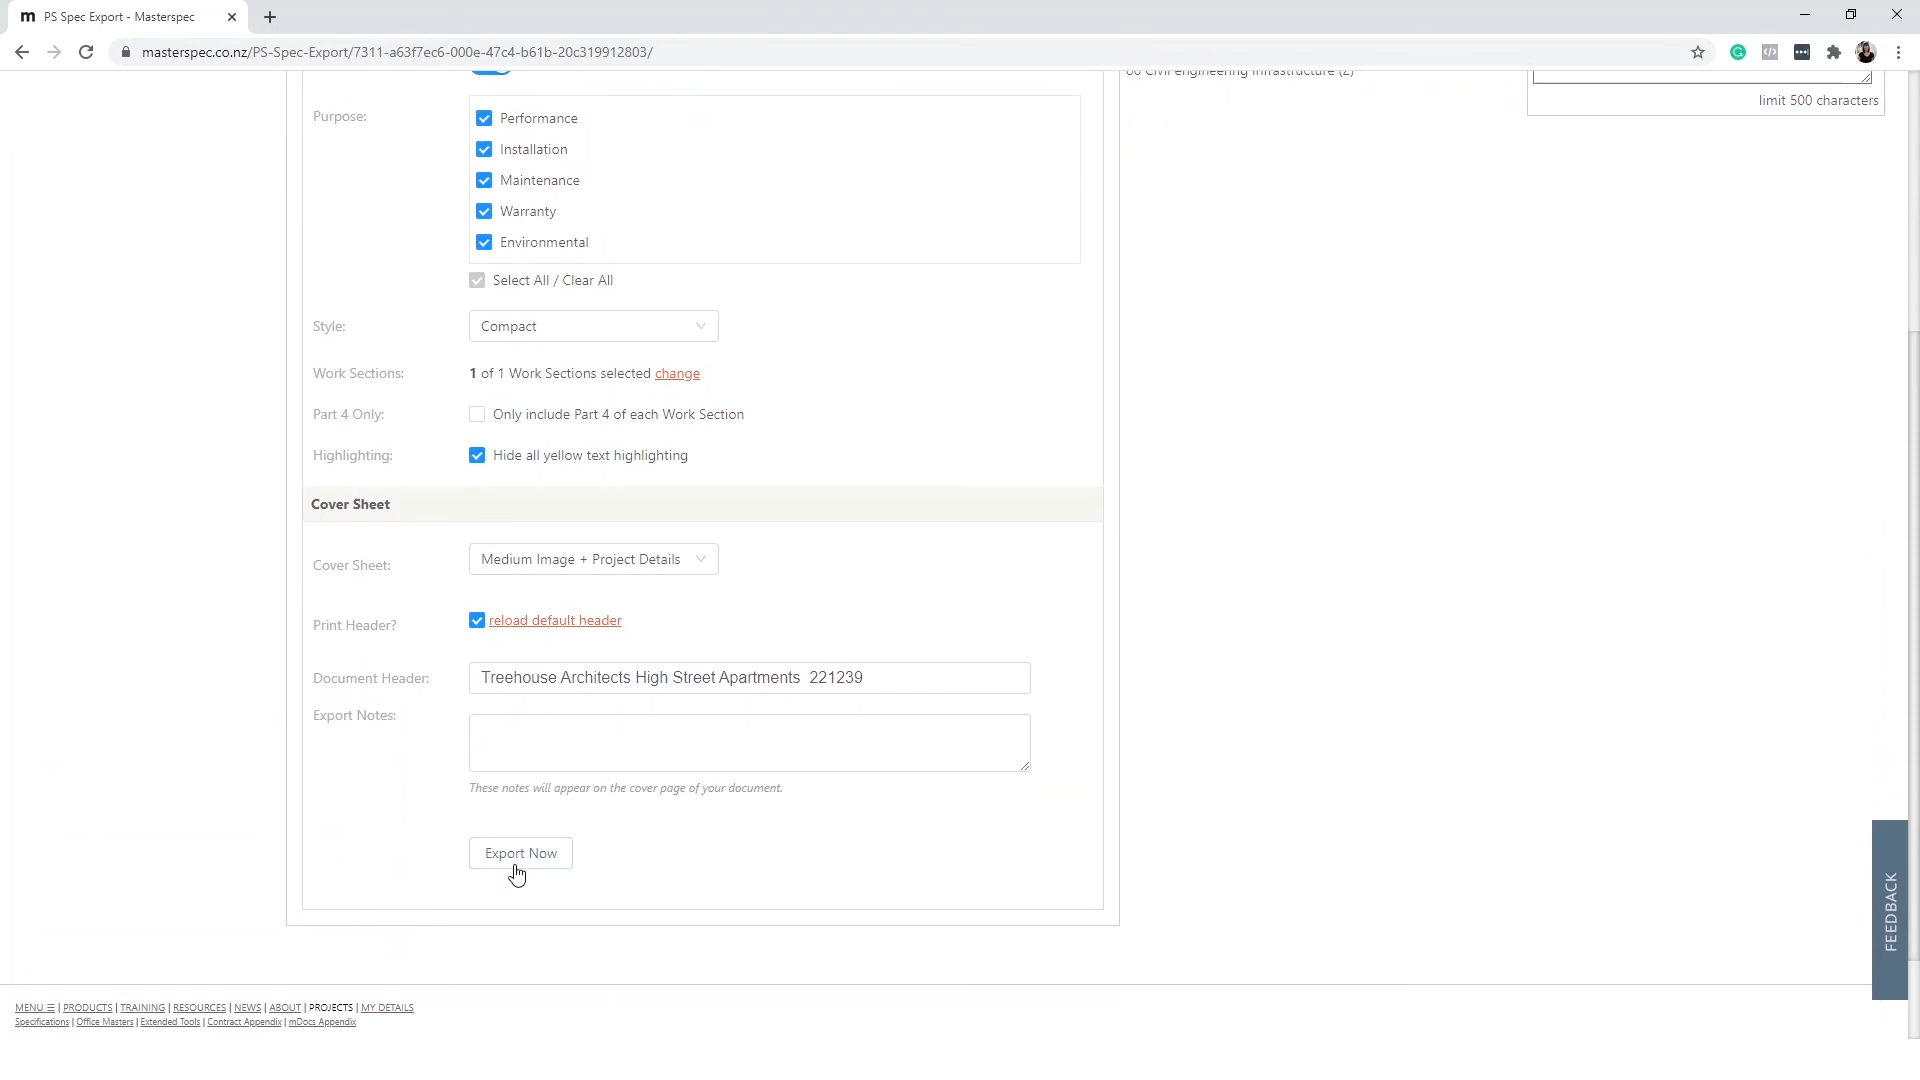 PS Spec Export - Masterspec
masterspec.co.nz/PS-Spec-Export/7311-a63f7ec6-000e-47c4-b61b-20c319912803/
limit 500 characters
Purpose:
Performance
Installation
Maintenance
Warranty
Environmental
Select All / Clear All
Style:
Compact
Work Sections:
1 of 1 Work Sections selected change
Part 4 Only:
Only include Part 4 of each Work Section
Highlighting:
Hide all yellow text highlighting
Cover Sheet
Cover Sheet:
Medium Image + Project Details
Print Header?
reload default header
Document Header:
Treehouse Architects High Street Apartments  221239
Export Notes:
These notes will appear on the cover page of your document.
Export Now
FEEDBACK
MENU ☰ | PRODUCTS | TRAINING | RESOURCES | NEWS | ABOUT | PROJECTS | MY DETAILS
Specifications | Office Masters | Extended Tools | Contract Appendix | mDocs Appendix